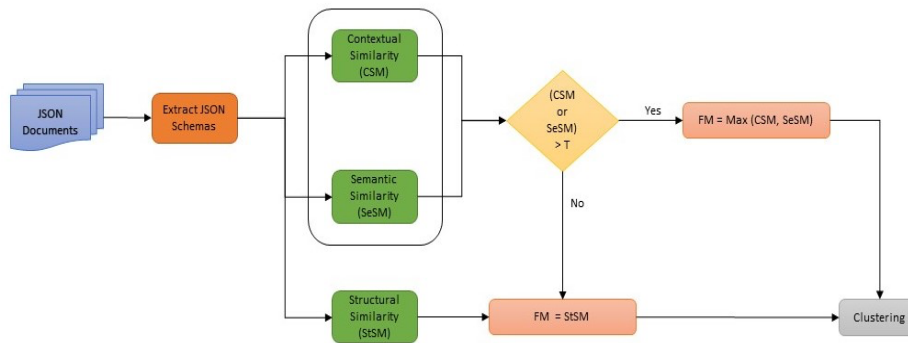 JSON
Documents
Extract JSON
Schemas
Contextual
Similarity
(CSM)
Semantic
Similarity
(SeSM)
Structural
Similarity
(StSM)
(CSM
or
SeSM)
> T
Yes
FM = Max (CSM, SeSM)
No
FM = StSM
Clustering